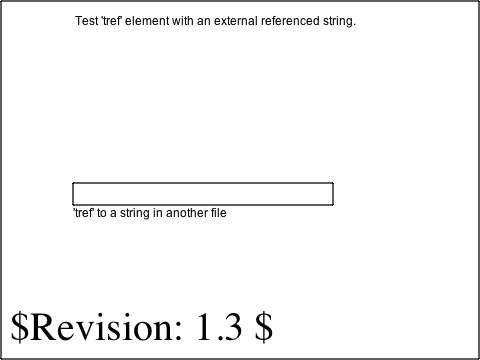 Test 'tref' element with an external referenced string.
'tref' to a string in another file
$Revision: 1.3 $